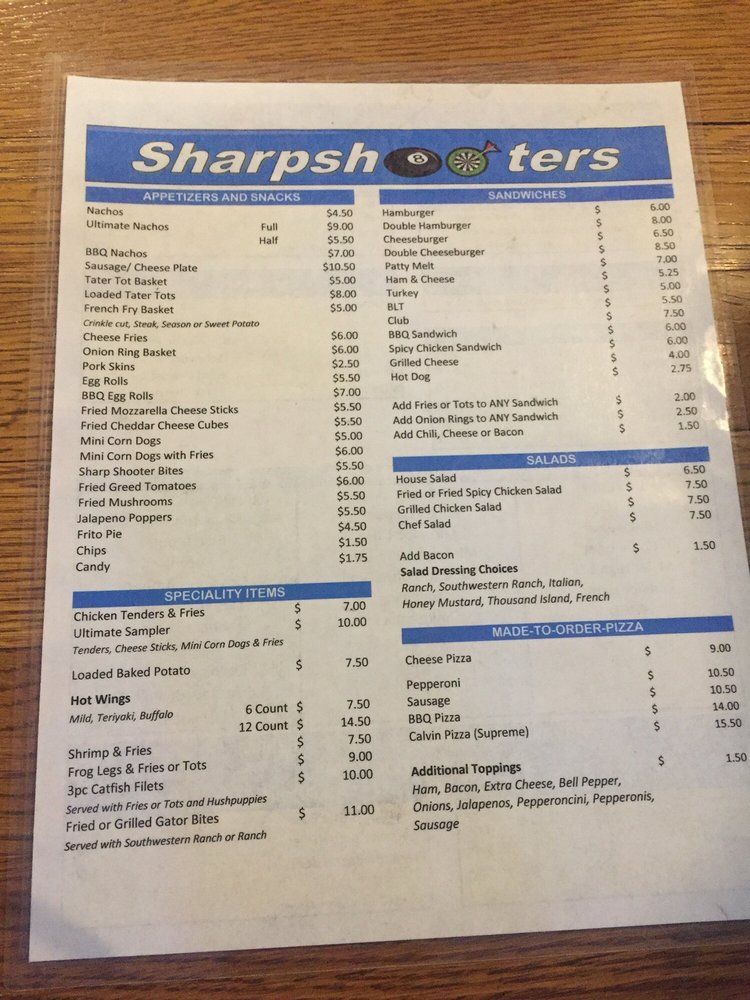 Sharpsh 8 ters
APPETIZERS AND SNACKS
Nachos $4.50
Ultimate Nachos Full $9.00
Half $5.50
BBQ Nachos $7.00
Sausage/ Cheese Plate $10.50
Tater Tot Basket $5.00
Loaded Tater Tots $8.00
French Fry Basket $5.00
Crinkle cut, Steak, Season or Sweet Potato
Cheese Fries $6.00
Onion Ring Basket $6.00
Pork Skins $2.50
Egg Rolls $5.50
BBQ Egg Rolls $7.00
Fried Mozzarella Cheese Sticks $5.50
Fried Cheddar Cheese Cubes $5.50
Mini Corn Dogs $5.00
Mini Corn Dogs with Fries $6.00
Sharp Shooter Bites $5.50
Fried Greed Tomatoes $6.00
Fried Mushrooms $5.50
Jalapeno Poppers $5.50
Frito Pie $4.50
Chips $1.50
Candy $1.75
SPECIALITY ITEMS
Chicken Tenders & Fries $ 7.00
Ultimate Sampler $ 10.00
Tenders, Cheese Sticks, Mini Corn Dogs & Fries
Loaded Baked Potato $ 7.50
Hot Wings
Mild, Teriyaki, Buffalo 6 Count $ 7.50
12 Count $ 14.50
Shrimp & Fries $ 7.50
Frog Legs & Fries or Tots $ 9.00
3pc Catfish Filets $ 10.00
Served with Fries or Tots and Hushpuppies
Fried or Grilled Gator Bites $ 11.00
Served with Southwestern Ranch or Ranch
SANDWICHES
Hamburger $ 6.00
Double Hamburger $ 8.00
Cheeseburger $ 6.50
Double Cheeseburger $ 8.50
Patty Melt $ 7.00
Ham & Cheese $ 5.25
Turkey $ 5.00
BLT $ 5.50
Club $ 7.50
BBQ Sandwich $ 6.00
Spicy Chicken Sandwich $ 6.00
Grilled Cheese $ 4.00
Hot Dog $ 2.75
Add Fries or Tots to ANY Sandwich $ 2.00
Add Onion Rings to ANY Sandwich $ 2.50
Add Chili, Cheese or Bacon $ 1.50
SALADS
House Salad $ 6.50
Fried or Fried Spicy Chicken Salad $ 7.50
Grilled Chicken Salad $ 7.50
Chef Salad $ 7.50
Add Bacon $ 1.50
Salad Dressing Choices
Ranch, Southwestern Ranch, Italian,
Honey Mustard, Thousand Island, French
MADE-TO-ORDER-PIZZA
Cheese Pizza $ 9.00
Pepperoni $ 10.50
Sausage $ 10.50
BBQ Pizza $ 14.00
Calvin Pizza (Supreme) $ 15.50
Additional Toppings $ 1.50
Ham, Bacon, Extra Cheese, Bell Pepper,
Onions, Jalapenos, Pepperoncini, Pepperonis,
Sausage